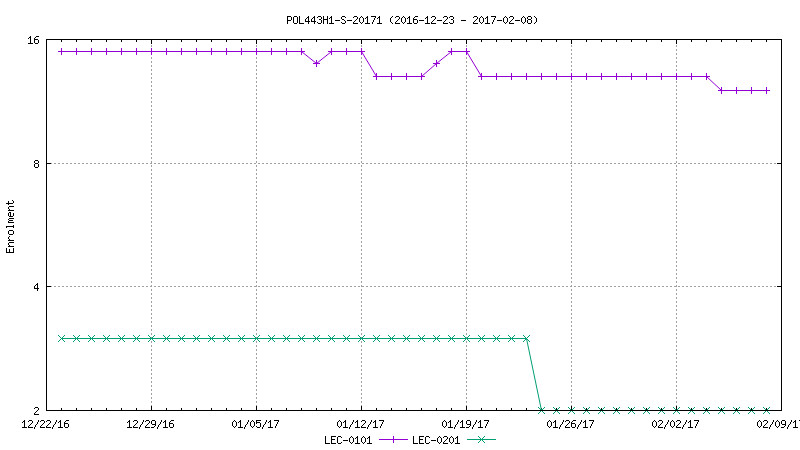 POL443H1-S-20171 (2016-12-23 - 2017-02-08)
16
8
4
2
Enrolment
12/22/16 12/29/16 01/05/17 01/12/17 01/19/17 01/26/17 02/02/17 02/09/1
LEC-0101 LEC-0201